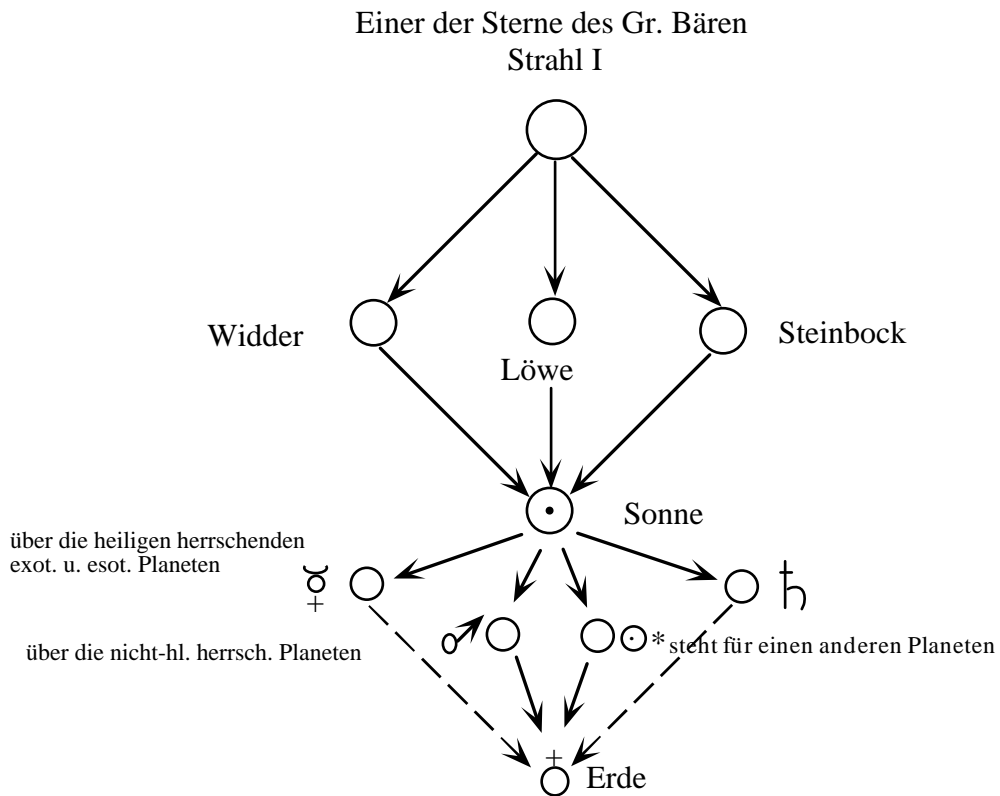 Einer der Sterne des Gr. Bären
Strahl I
Widder
Löwe
Steinbock
Sonne
über die heiligen herrschenden
exot. u. esot. Planeten
☿
♄
über die nicht-hl. herrsch. Planeten
♂
☉ * steht für einen anderen Planeten
Erde